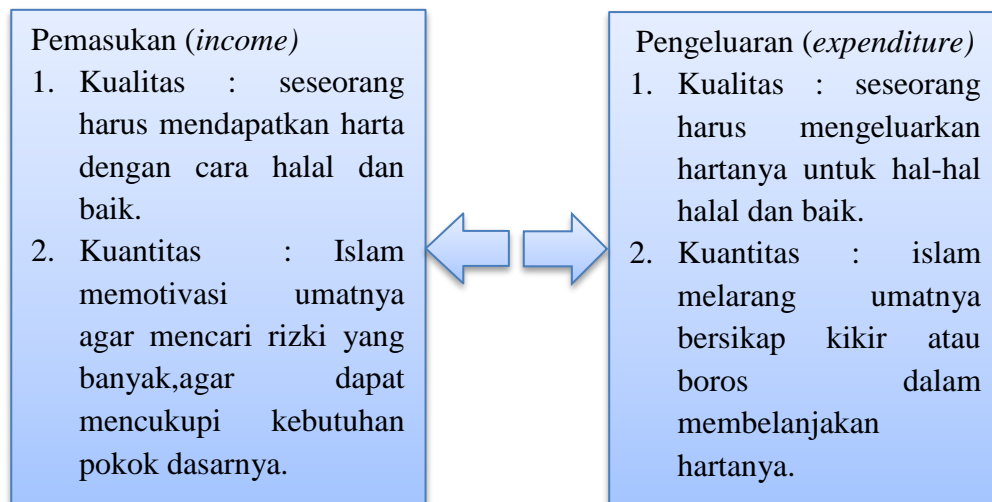 Pemasukan (income)
1. Kualitas : seseorang
harus mendapatkan harta
dengan cara halal dan
baik.
2. Kuantitas : Islam
memotivasi umatnya
agar mencari rizki yang
banyak,agar dapat
mencukupi kebutuhan
pokok dasarnya.
Pengeluaran (expenditure)
1. Kualitas : seseorang
harus mengeluarkan
hartanya untuk hal-hal
halal dan baik.
2. Kuantitas : islam
melarang umatnya
bersikap kikir atau
boros dalam
membelanjakan
hartanya.